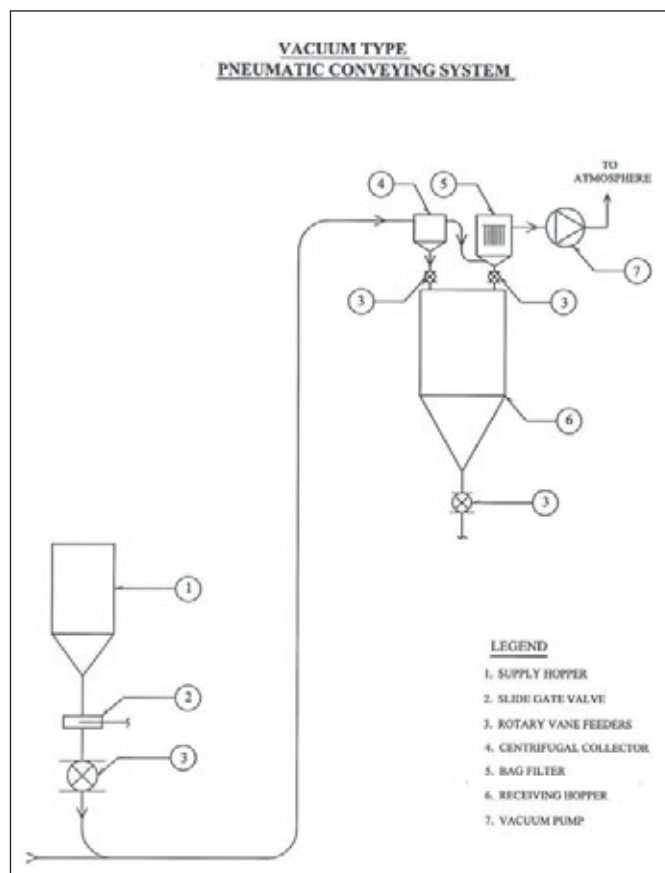 VACUUM TYPE
PNEUMATIC CONVEYING SYSTEM
TO
ATMOSPHERE
4
5
7
3
3
6
3
1
2
3
LEGEND
1. SUPPLY HOPPER
2. SLIDE GATE VALVE
3. ROTARY VANE FEEDERS
4. CENTRIFUGAL COLLECTOR
5. BAG FILTER
6. RECEIVING HOPPER
7. VACUUM PUMP